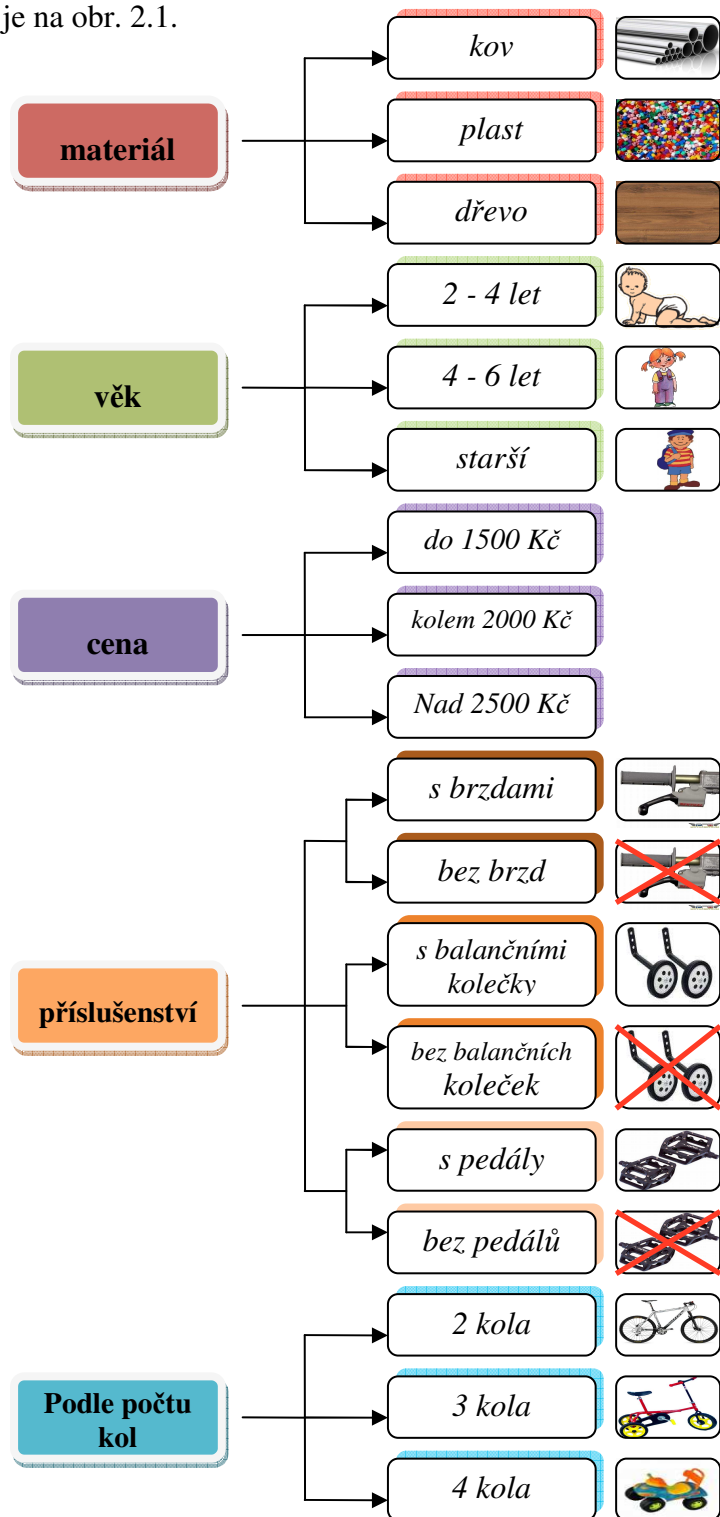 je na obr. 2.1.
materiál
kov
plast
dřevo
věk
2 - 4 let
4 - 6 let
starší
cena
do 1500 Kč
kolem 2000 Kč
Nad 2500 Kč
příslušenství
s brzdami
bez brzd
s balančními
kolečky
bez balančních
koleček
s pedály
bez pedálů
Podle počtu
kol
2 kola
3 kola
4 kola